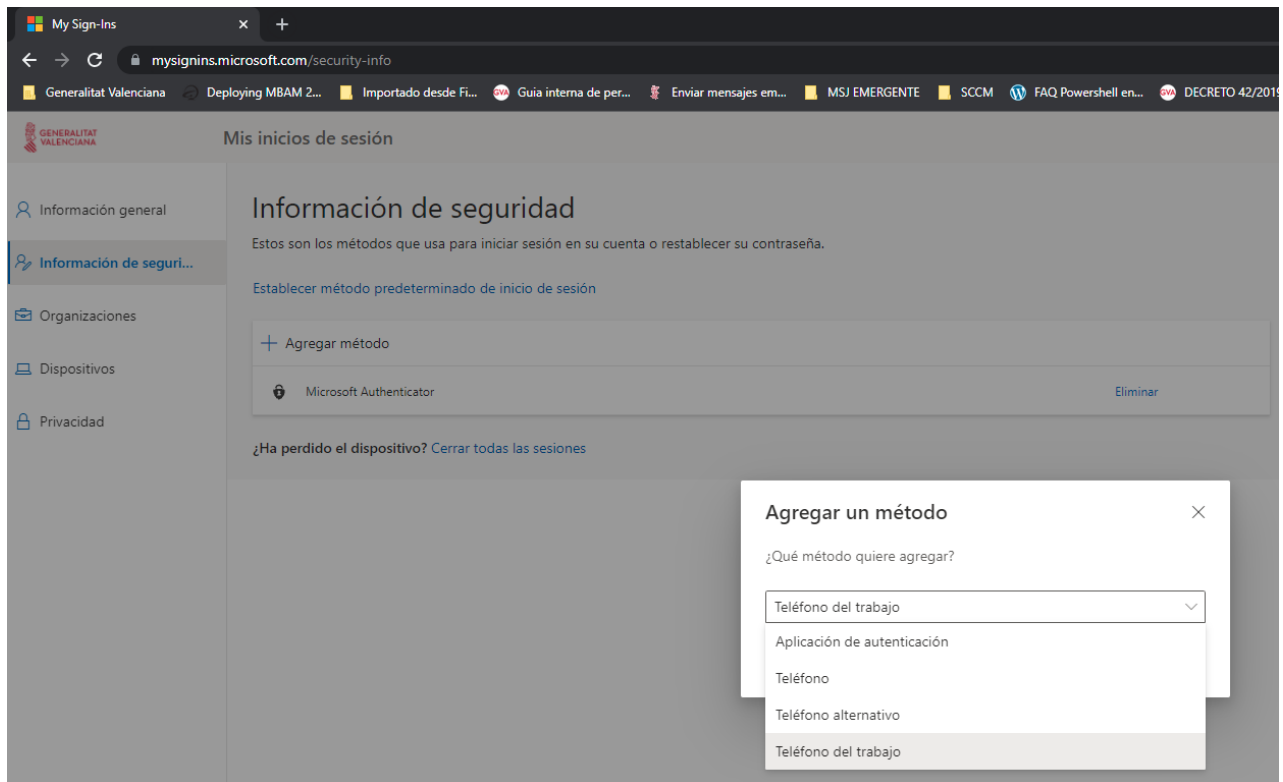 My Sign-Ins
mysignins.microsoft.com/security-info
Generalitat Valenciana Deploying MBAM 2... Importado desde Fi... GVA Guia interna de per... Enviar mensajes em... MSJ EMERGENTE SCCM FAQ Powershell en... GVA DECRETO 42/2019
GENERALITAT
VALENCIANA
Mis inicios de sesión
Información general
Información de seguri...
Organizaciones
Dispositivos
Privacidad
Información de seguridad
Estos son los métodos que usa para iniciar sesión en su cuenta o restablecer su contraseña.
Establecer método predeterminado de inicio de sesión
Agregar método
Microsoft Authenticator Eliminar
¿Ha perdido el dispositivo? Cerrar todas las sesiones
Agregar un método
¿Qué método quiere agregar?
Teléfono del trabajo
Aplicación de autenticación
Teléfono
Teléfono alternativo
Teléfono del trabajo